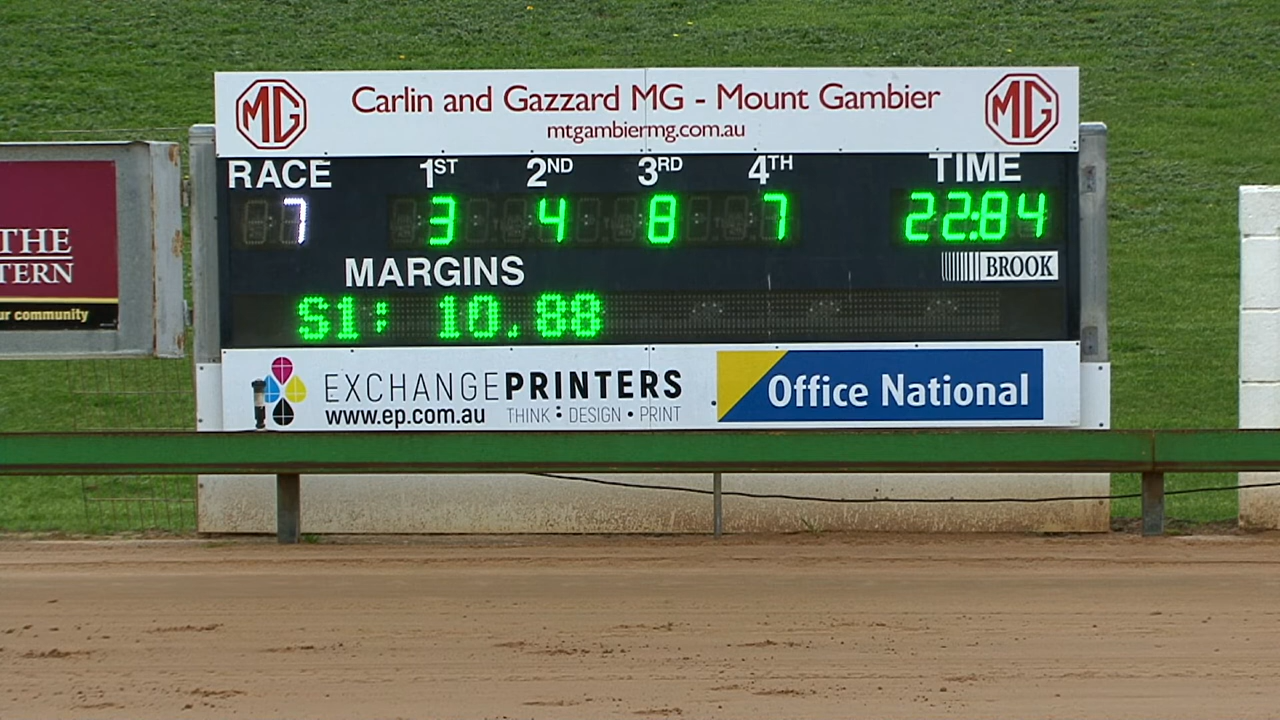 MG Carlin and Gazzard MG - Mount Gambier MG
mtgambiermg.com.au
RACE 1ST 2ND 3RD 4TH TIME
7 3 4 8 7 22:84
MARGINS BROOK
S1: 10.88
EXCHANGEPRINTERS
www.ep.com.au THINK : DESIGN • PRINT
Office National
THE
TERN
ur community